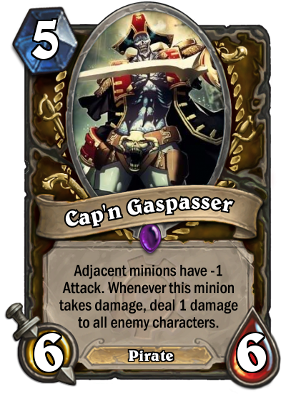 5
Cap'n Gaspasser
Adjacent minions have -1
Attack. Whenever this minion
takes damage, deal 1 damage
to all enemy characters.
6
Pirate
6